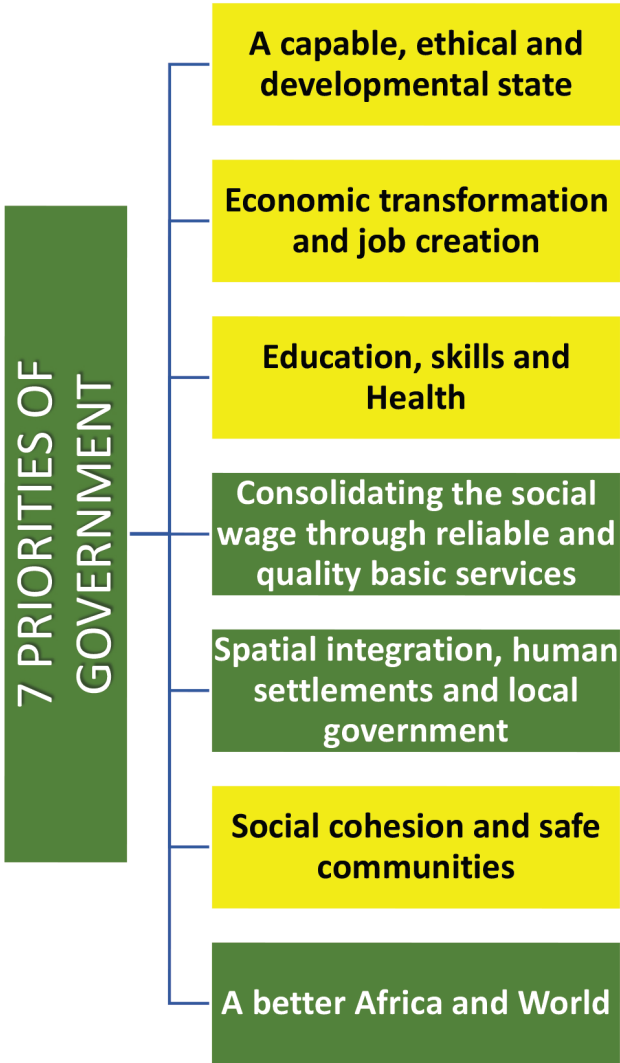 7 PRIORITIES OF
GOVERNMENT
A capable, ethical and
developmental state
Economic transformation
and job creation
Education, skills and
Health
Consolidating the social
wage through reliable and
quality basic services
Spatial integration, human
settlements and local
government
Social cohesion and safe
communities
A better Africa and World